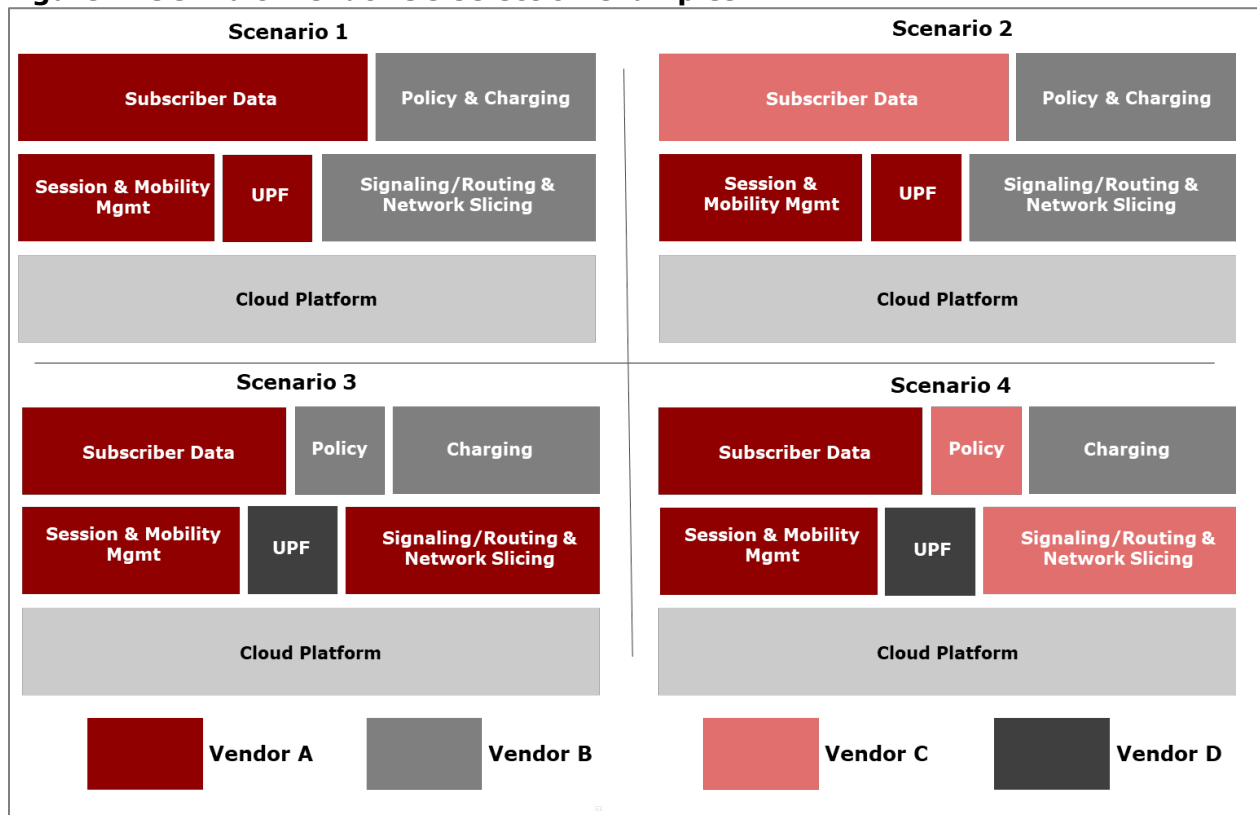 Scenario 1
Subscriber Data
Policy & Charging
Session & Mobility
Mgmt
UPF
Signaling/Routing &
Network Slicing
Cloud Platform
Scenario 2
Subscriber Data
Policy & Charging
Session &
Mobility Mgmt
UPF
Signaling/Routing &
Network Slicing
Cloud Platform
Scenario 3
Subscriber Data
Policy
Charging
Session & Mobility
Mgmt
UPF
Signaling/Routing &
Network Slicing
Cloud Platform
Scenario 4
Subscriber Data
Policy
Charging
Session & Mobility
Mgmt
UPF
Signaling/Routing &
Network Slicing
Cloud Platform
Vendor A
Vendor B
Vendor C
Vendor D